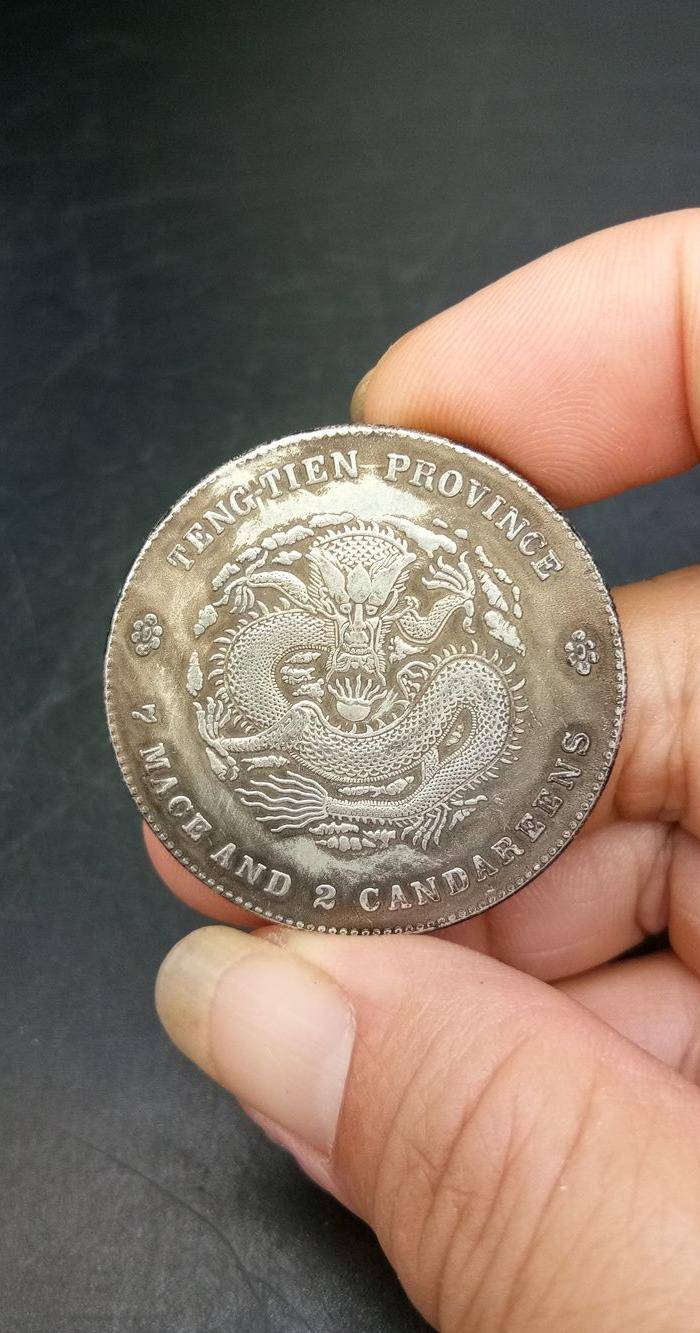 TENG-TIEN PROVINCE
7 MACE AND 2 CANDAREENS